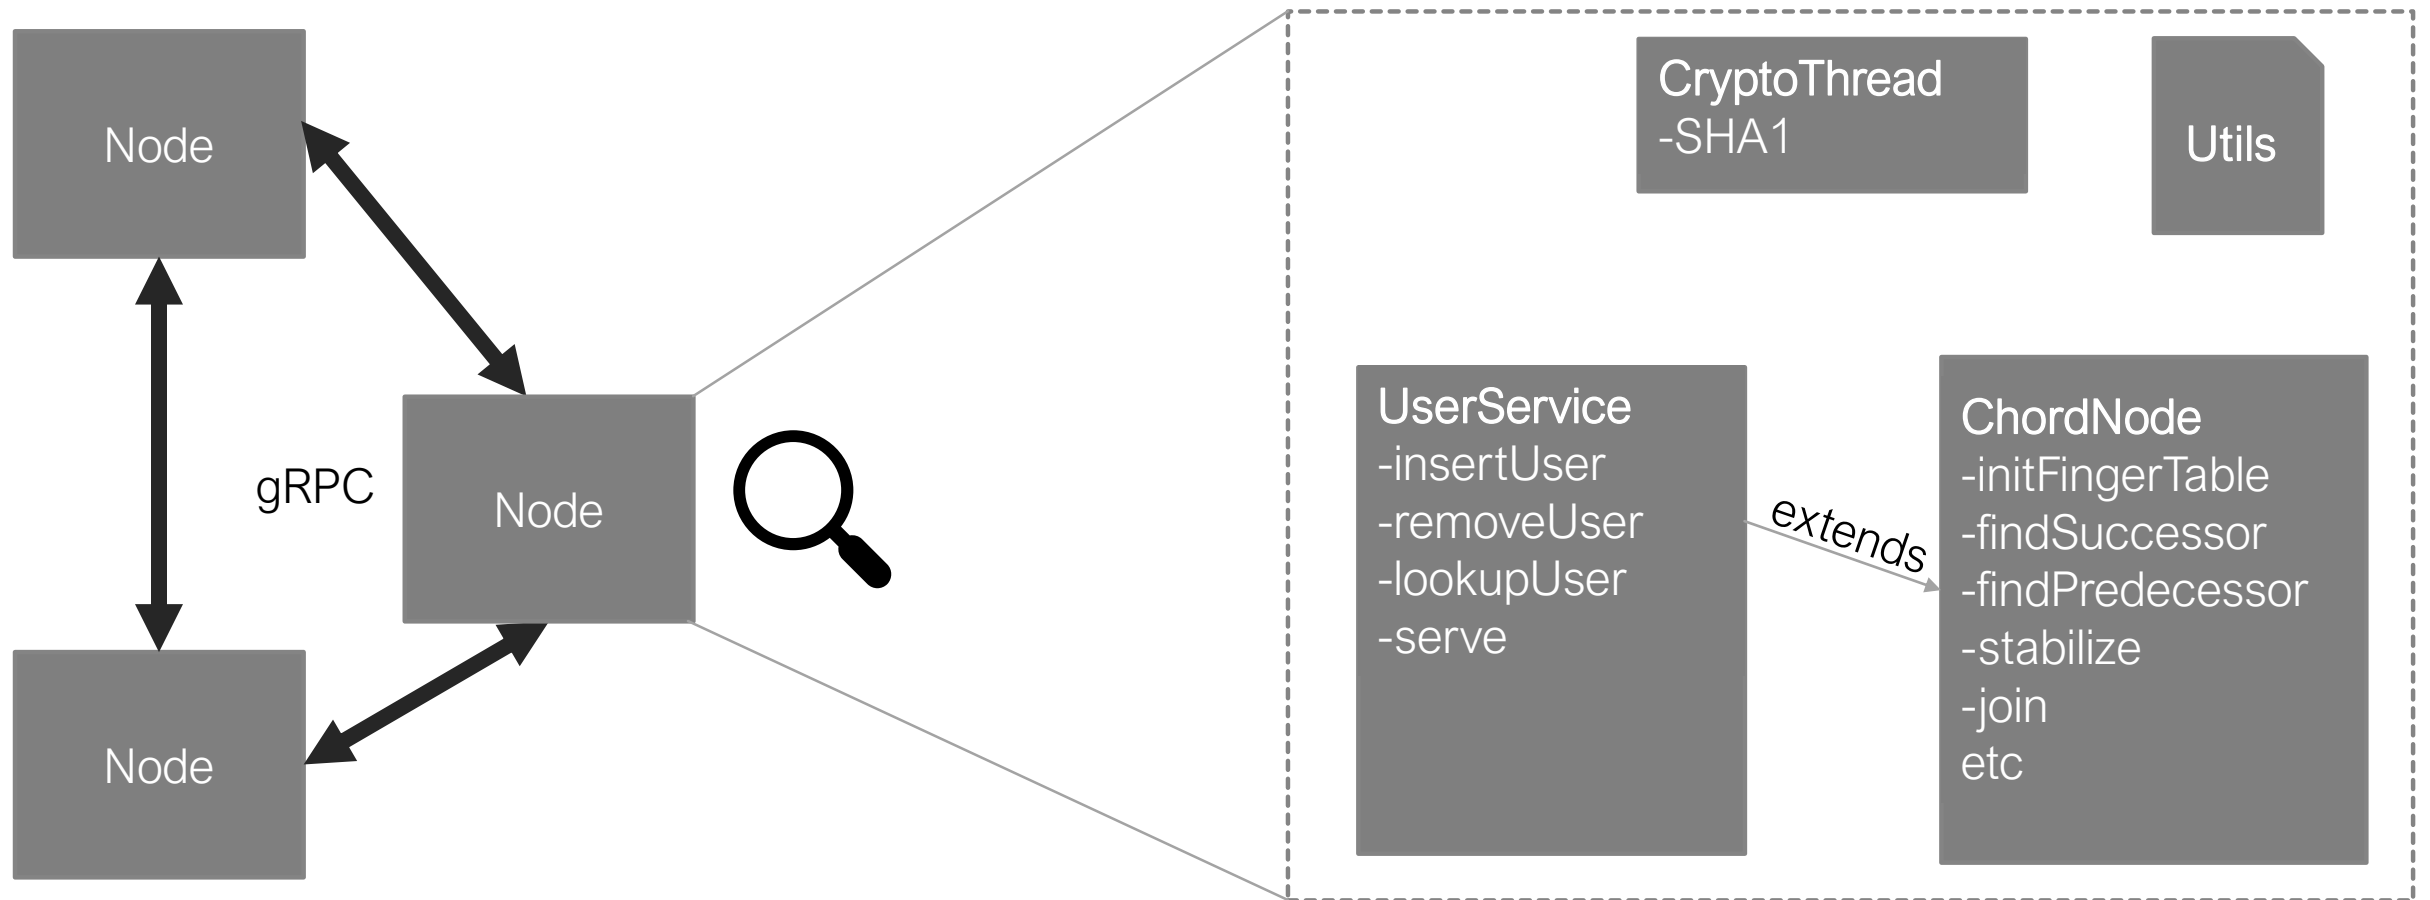 Node
gRPC
Node
Node
CryptoThread
-SHA1
Utils
UserService
-insertUser
-removeUser
-lookupUser
-serve
extends
ChordNode
-initFingerTable
-findSuccessor
-findPredecessor
-stabilize
-join
etc